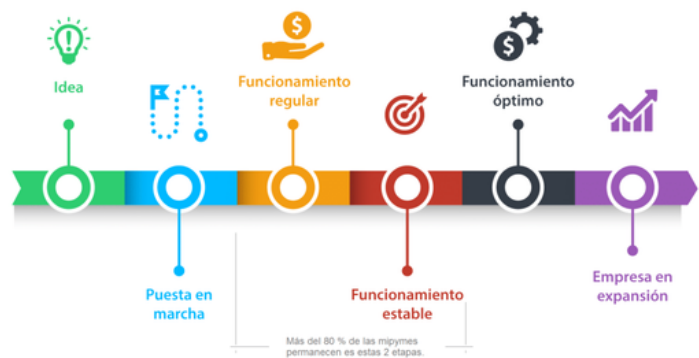 Idea
Puesta en
marcha
Funcionamiento
regular
Funcionamiento
estable
Funcionamiento
óptimo
Empresa en
expansión
Más del 80 % de las mipymes
permanecen es estas 2 etapas.